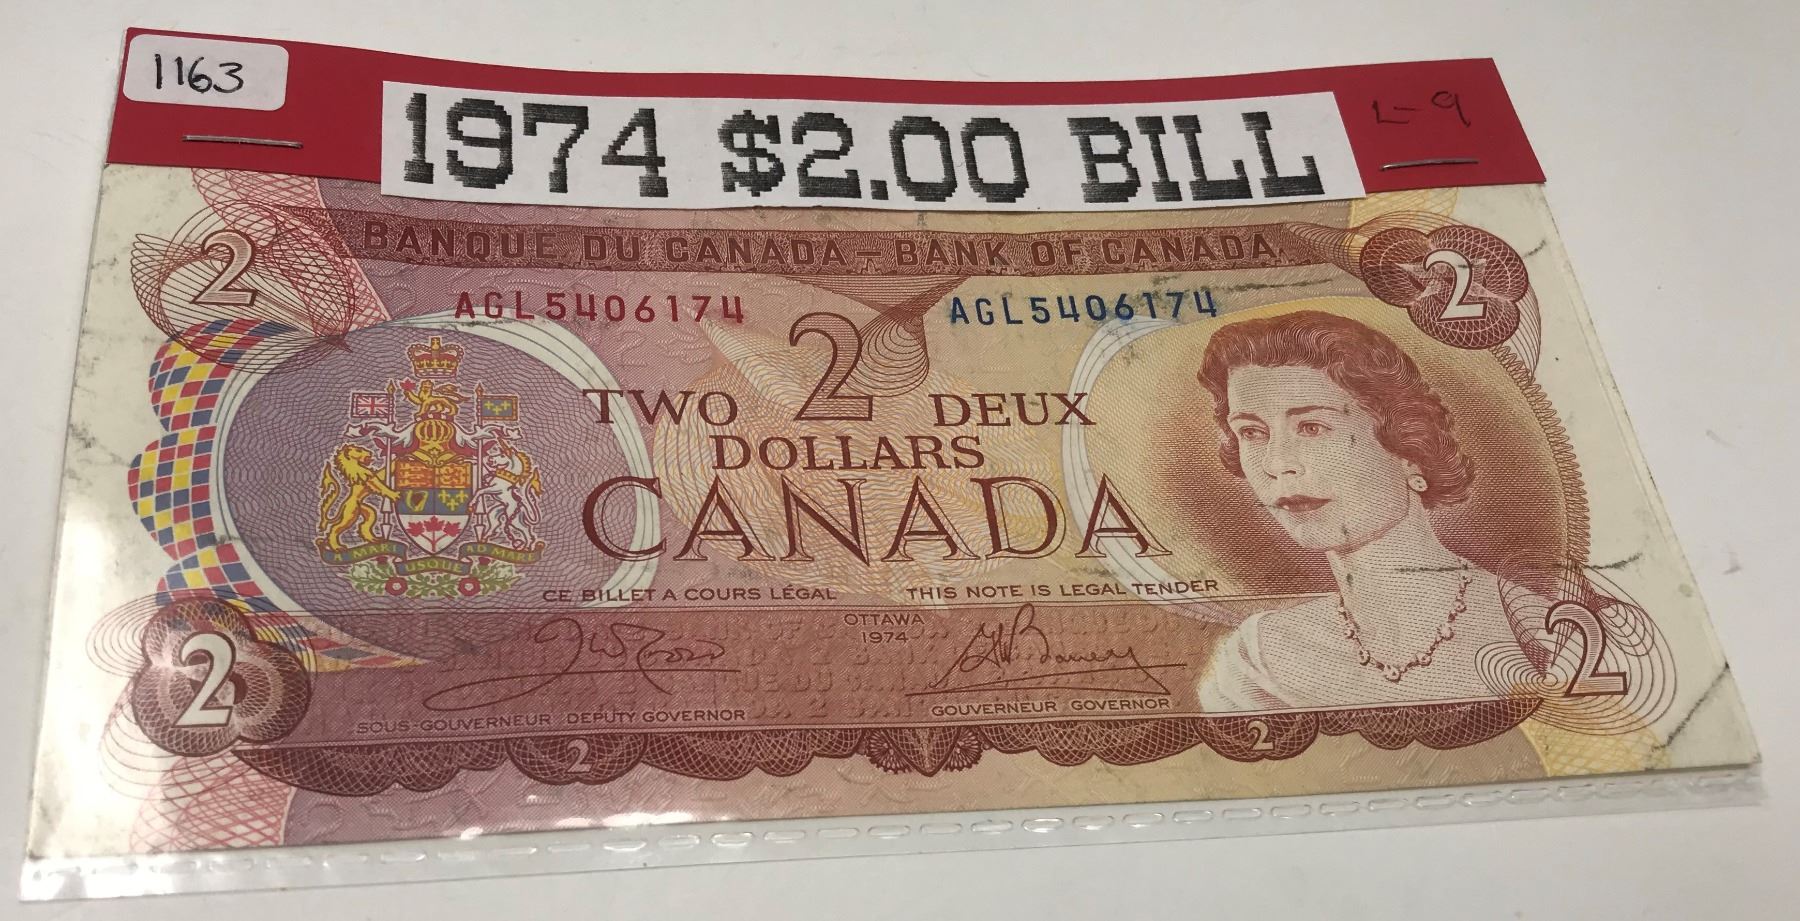 1163
1974 $2.00 BILL
L-9
BANQUE DU CANADA – BANK OF CANADA
2
2
AGL5406174
AGL5406174
2
TWO DEUX
DOLLARS
CANADA
A MARI USQUE AD MARE
CE BILLET A COURS LÉGAL
THIS NOTE IS LEGAL TENDER
OTTAWA
1974
SOUS-GOUVERNEUR DEPUTY GOVERNOR
GOUVERNEUR GOVERNOR
2
2
2
2